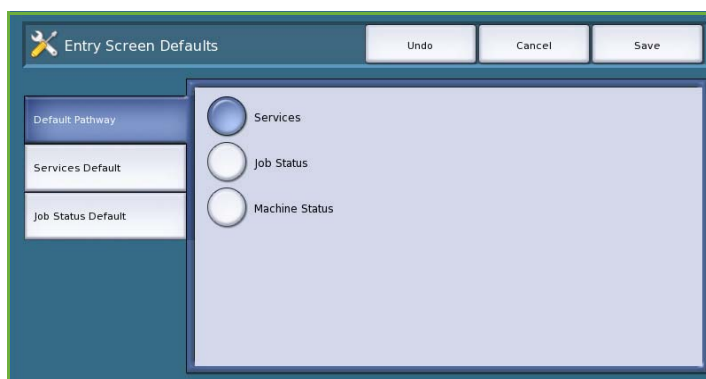 Entry Screen Defaults
Undo
Cancel
Save
Default Pathway
Services Default
Job Status Default
Services
Job Status
Machine Status